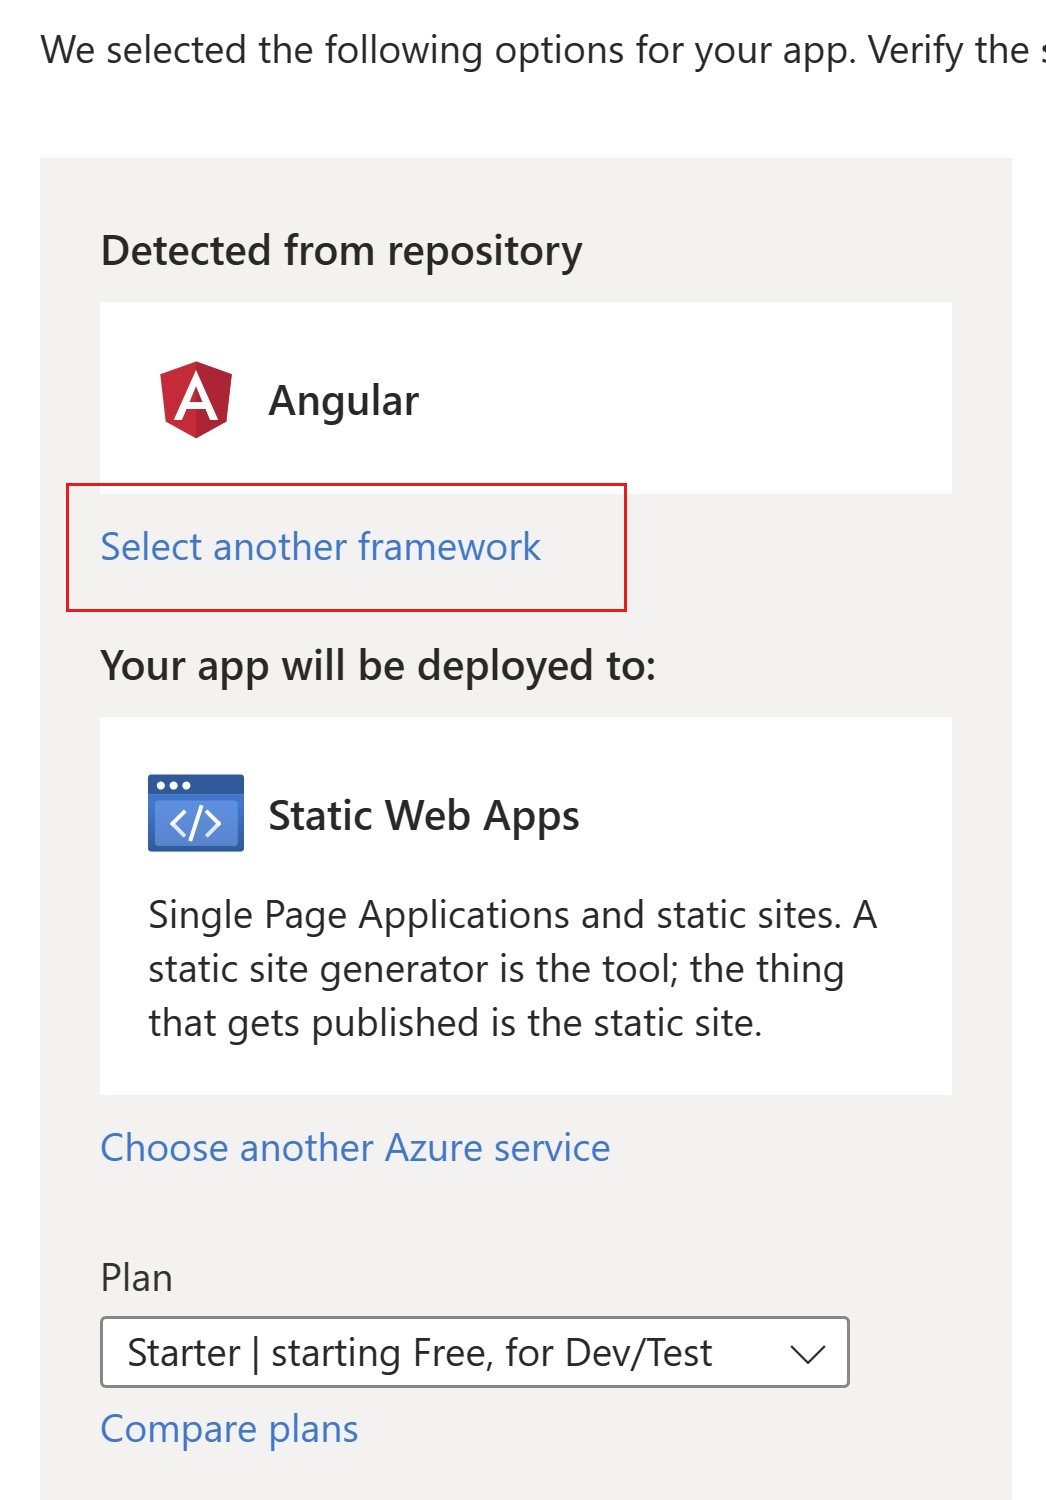 We selected the following options for your app. Verify the
Detected from repository
Angular
Select another framework
Your app will be deployed to:
Static Web Apps
Single Page Applications and static sites. A
static site generator is the tool; the thing
that gets published is the static site.
Choose another Azure service
Plan
Starter | starting Free, for Dev/Test
Compare plans